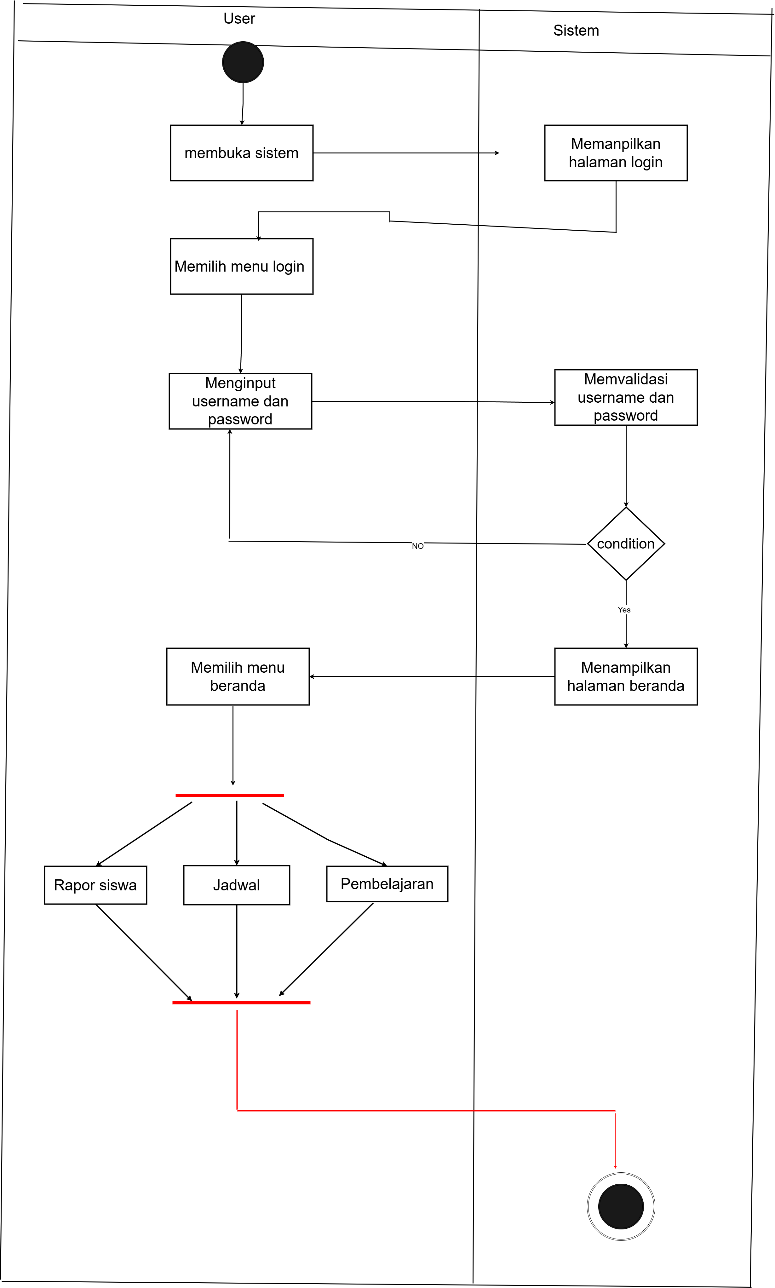 User
Sistem
membuka sistem
Memanpilkan
halaman login
Memilih menu login
Menginput
username dan
password
Memvalidasi
username dan
password
condition
NO
Yes
Memilih menu
beranda
Menampilkan
halaman beranda
Rapor siswa
Jadwal
Pembelajaran